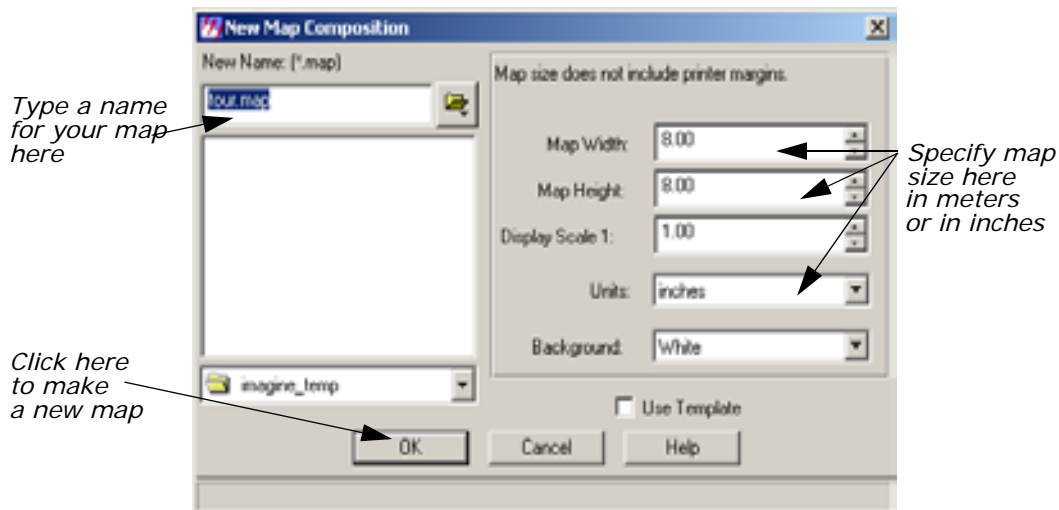 New Map Composition
New Name: (*.map)
tour.map
Map size does not include printer margins.
Map Width: 8.00
Map Height: 8.00
Display Scale 1: 1.00
Units: inches
Background: White
imagine_temp
Use Template
OK
Cancel
Help
Type a name
for your map
here
Specify map
size here
in meters
or in inches
Click here
to make
a new map